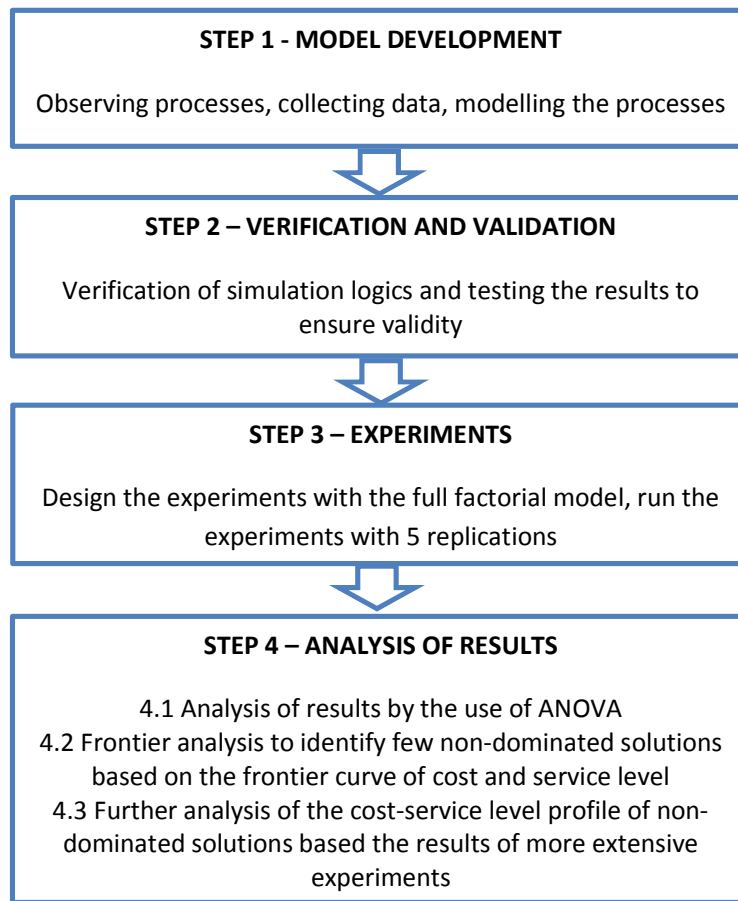 STEP 1 - MODEL DEVELOPMENT
Observing processes, collecting data, modelling the processes
STEP 2 – VERIFICATION AND VALIDATION
Verification of simulation logics and testing the results to
ensure validity
STEP 3 – EXPERIMENTS
Design the experiments with the full factorial model, run the
experiments with 5 replications
STEP 4 – ANALYSIS OF RESULTS
4.1 Analysis of results by the use of ANOVA
4.2 Frontier analysis to identify few non-dominated solutions
based on the frontier curve of cost and service level
4.3 Further analysis of the cost-service level profile of non-
dominated solutions based the results of more extensive
experiments